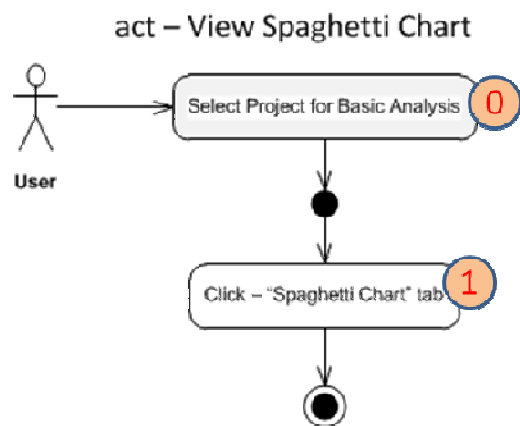 act – View Spaghetti Chart
Select Project for Basic Analysis
0
User
Click – “Spaghetti Chart” tab
1